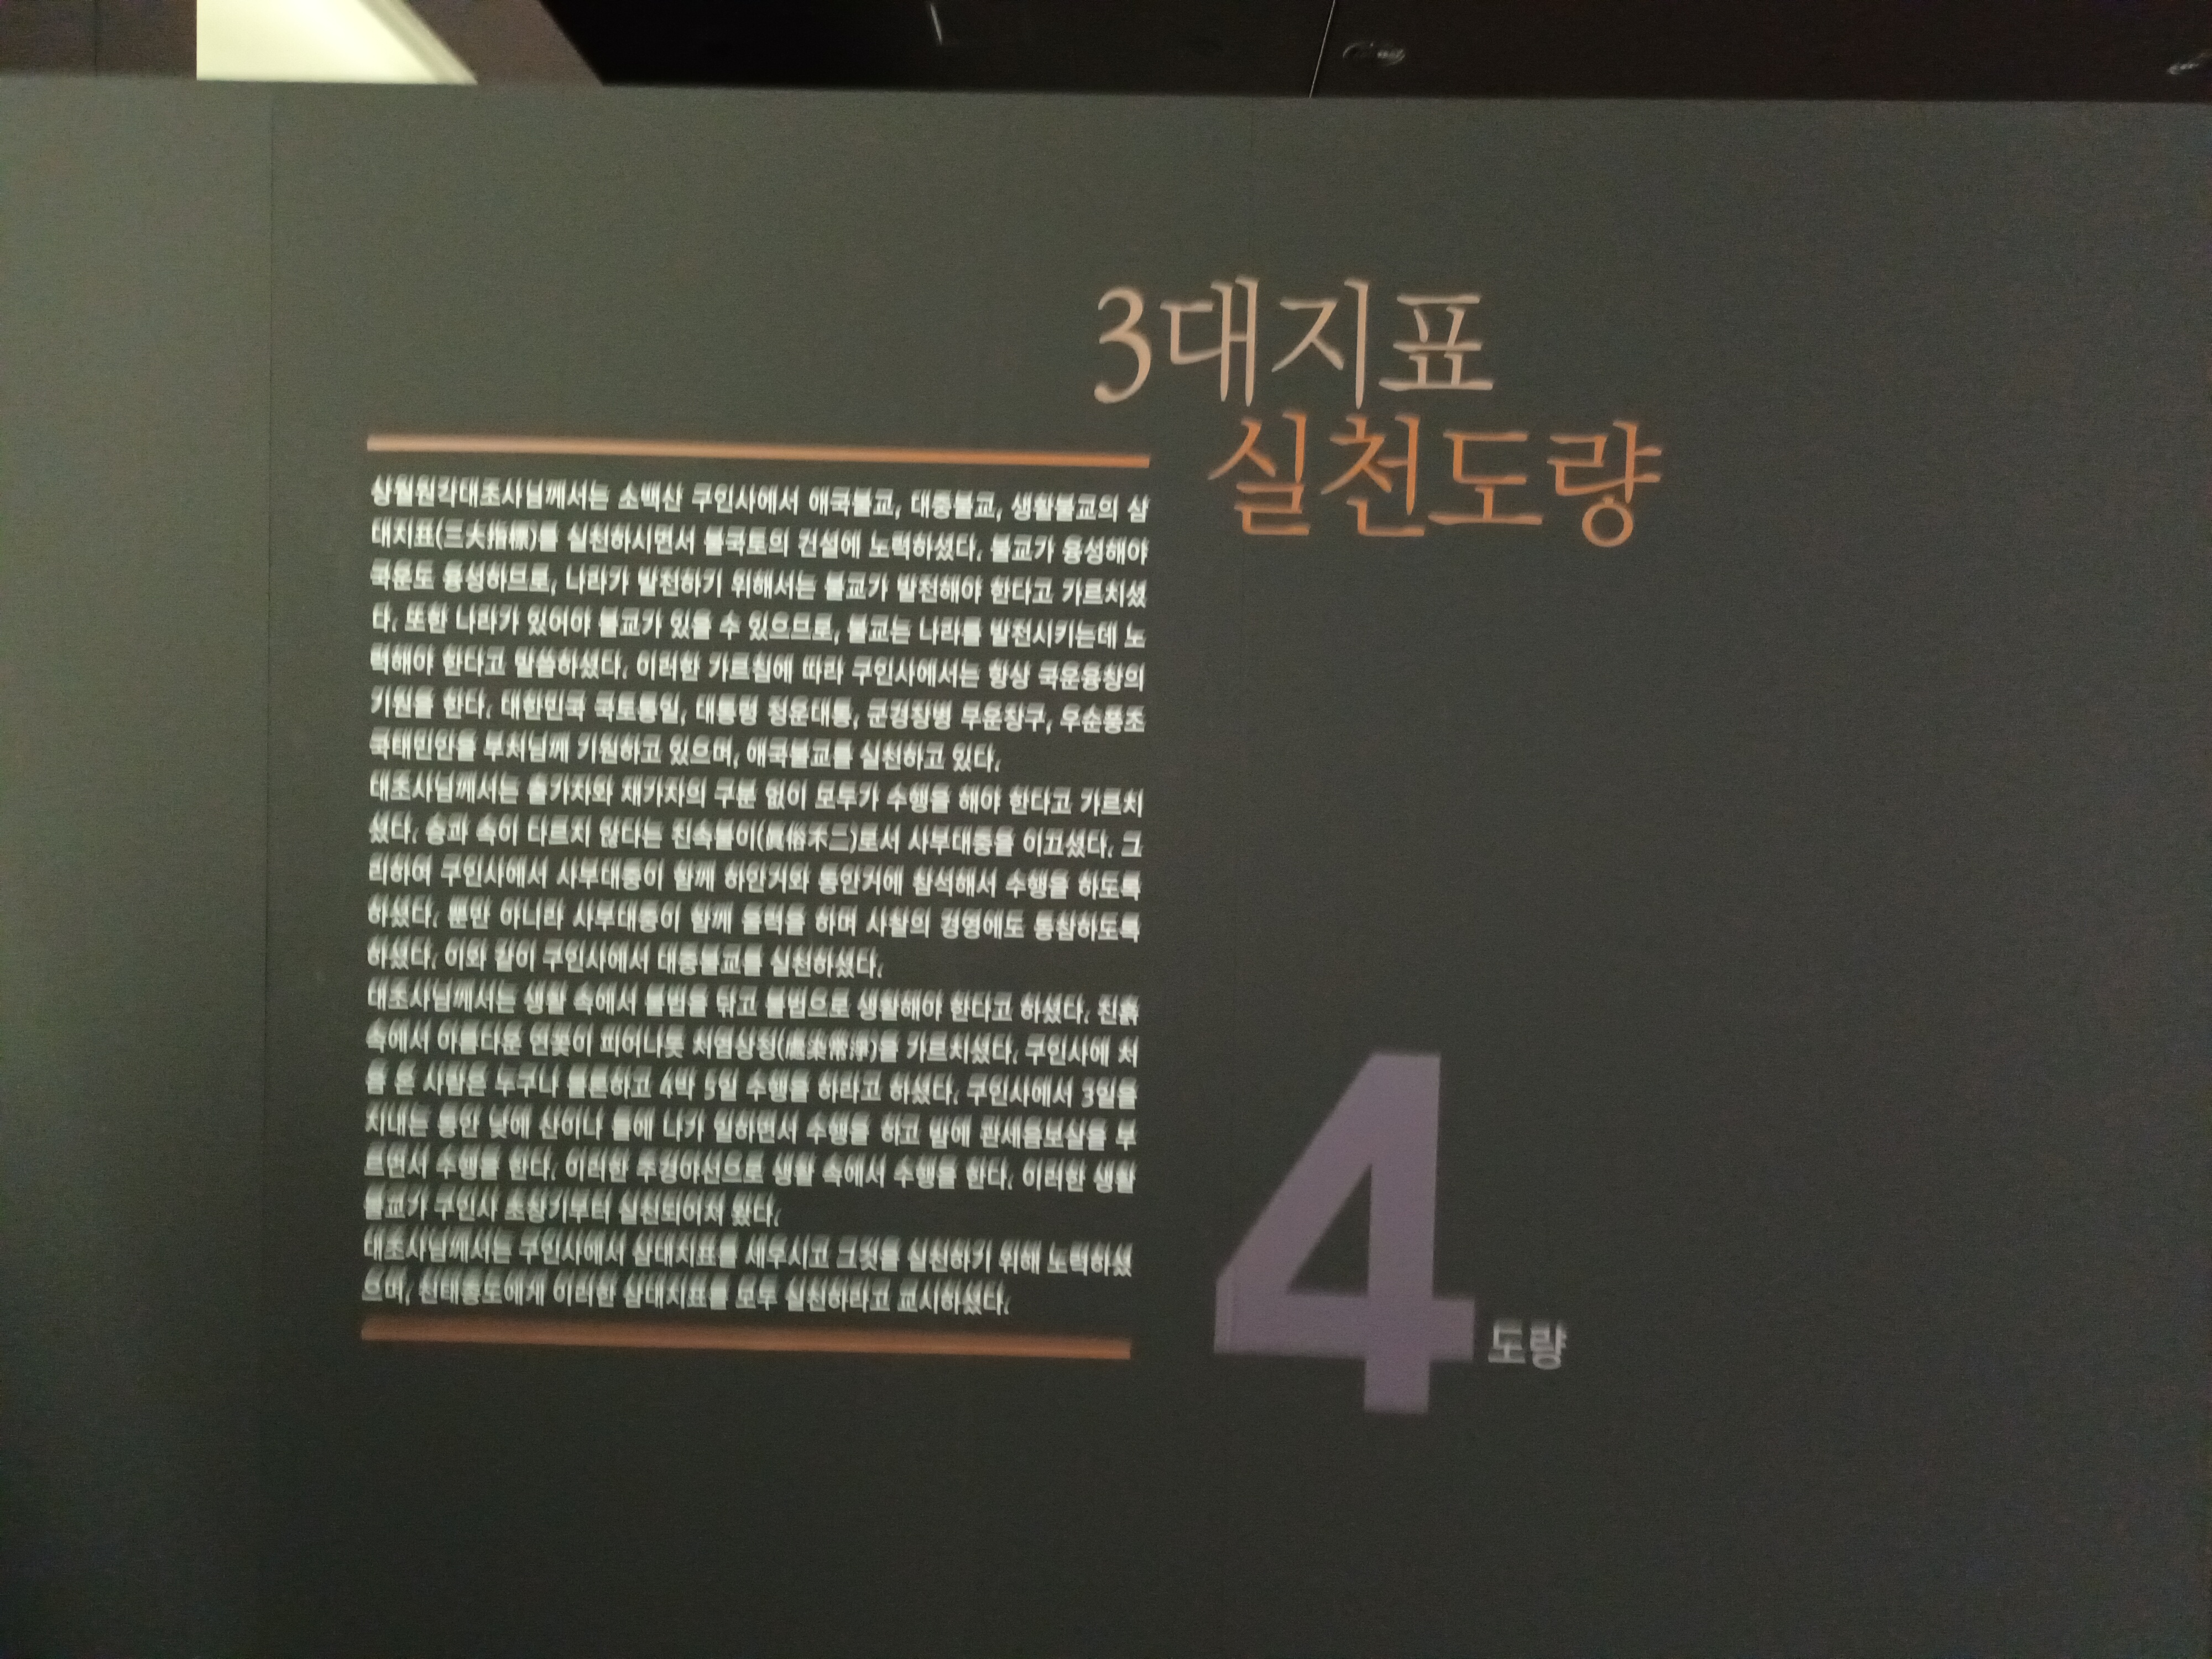 3대지표
실천도량
상월원각대조사님께서는 소백산 구인사에서 애국불교, 대중불교, 생활불교의 삼
대지표(三大指標)를 실천하시면서 불국토의 건설에 노력하셨다. 불교가 융성해야
국운도 융성하므로, 나라가 발전하기 위해서는 불교가 발전해야 한다고 가르치셨
다. 또한 나라가 있어야 불교가 있을 수 있으므로, 불교는 나라를 발전시키는데 노
력해야 한다고 말씀하셨다. 이러한 가르침에 따라 구인사에서는 항상 국운융창의
기원을 한다. 대한민국 국토통일, 대통령 청운대통, 군경장병 무운장구, 우순풍조
국태민안을 부처님께 기원하고 있으며, 애국불교를 실천하고 있다.
대조사님께서는 출가자와 재가자의 구분 없이 모두가 수행을 해야 한다고 가르치
셨다. 승과 속이 다르지 않다는 진속불이(眞俗不二)로서 사부대중을 이끄셨다. 그
리하여 구인사에서 사부대중이 함께 하안거와 동안거에 참석해서 수행을 하도록
하셨다. 뿐만 아니라 사부대중이 함께 울력을 하며 사찰의 경영에도 동참하도록
하셨다. 이와 같이 구인사에서 대중불교를 실천하셨다.
대조사님께서는 생활 속에서 불법을 닦고 불법으로 생활해야 한다고 하셨다. 진흙
속에서 아름다운 연꽃이 피어나듯 처염상정(處染常淨)을 가르치셨다. 구인사에 처
음 온 사람은 누구나 물론하고 4박 5일 수행을 하라고 하셨다. 구인사에서 3일을
지내는 동안 낮에 산이나 들에 나가 일하면서 수행을 하고 밤에 관세음보살을 부
르면서 수행을 한다. 이러한 주경야선으로 생활 속에서 수행을 한다. 이러한 생활
불교가 구인사 초창기부터 실천되어져 왔다.
대조사님께서는 구인사에서 삼대지표를 세우시고 그것을 실천하기 위해 노력하셨
으며, 천태종도에게 이러한 삼대지표를 모두 실천하라고 교시하셨다.
4 도량